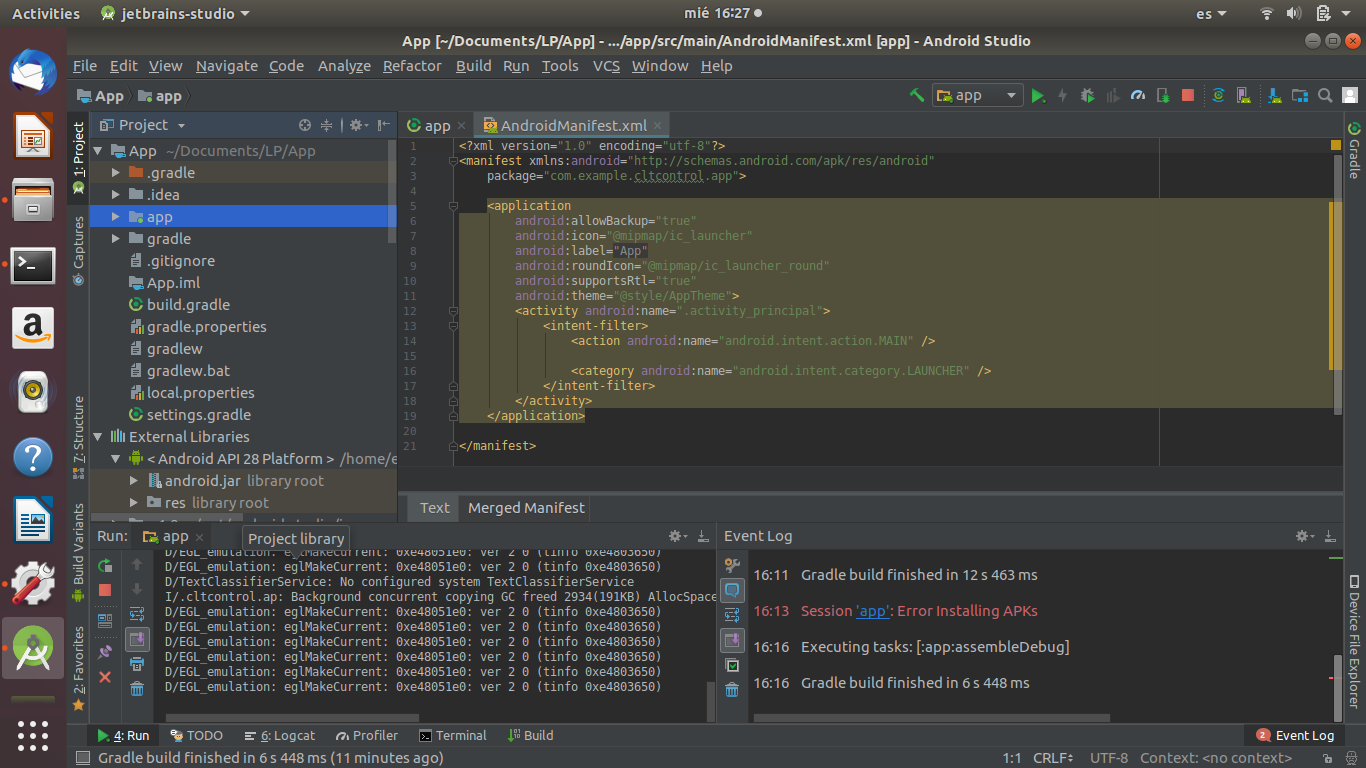 Activities jetbrains-studio mié 16:27 es
App [~/Documents/LP/App] - .../app/src/main/AndroidManifest.xml [app] - Android Studio
File Edit View Navigate Code Analyze Refactor Build Run Tools VCS Window Help
App app app
1: Project
Captures
7: Structure
Build Variants
2: Favorites
Project
App ~/Documents/LP/App
.gradle
.idea
app
gradle
.gitignore
App.iml
build.gradle
gradle.properties
gradlew
gradlew.bat
local.properties
settings.gradle
External Libraries
< Android API 28 Platform > /home/e
android.jar library root
res library root
app AndroidManifest.xml
1 <?xml version="1.0" encoding="utf-8"?>
2 <manifest xmlns:android="http://schemas.android.com/apk/res/android"
3 package="com.example.cltcontrol.app">
4
5 <application
6 android:allowBackup="true"
7 android:icon="@mipmap/ic_launcher"
8 android:label="App"
9 android:roundIcon="@mipmap/ic_launcher_round"
10 android:supportsRtl="true"
11 android:theme="@style/AppTheme">
12 <activity android:name=".activity_principal">
13 <intent-filter>
14 <action android:name="android.intent.action.MAIN" />
15
16 <category android:name="android.intent.category.LAUNCHER" />
17 </intent-filter>
18 </activity>
19 </application>
20
21 </manifest>
Text Merged Manifest
Gradle
Device File Explorer
Run: app
Project library
D/EGL_emulation: eglMakeCurrent: 0xe48051e0: ver 2 0 (tinfo 0xe4803650)
D/EGL_emulation: eglMakeCurrent: 0xe48051e0: ver 2 0 (tinfo 0xe4803650)
D/TextClassifierService: No configured system TextClassifierService
I/.cltcontrol.ap: Background concurrent copying GC freed 2934(191KB) AllocSpace
D/EGL_emulation: eglMakeCurrent: 0xe48051e0: ver 2 0 (tinfo 0xe4803650)
D/EGL_emulation: eglMakeCurrent: 0xe48051e0: ver 2 0 (tinfo 0xe4803650)
D/EGL_emulation: eglMakeCurrent: 0xe48051e0: ver 2 0 (tinfo 0xe4803650)
D/EGL_emulation: eglMakeCurrent: 0xe48051e0: ver 2 0 (tinfo 0xe4803650)
D/EGL_emulation: eglMakeCurrent: 0xe48051e0: ver 2 0 (tinfo 0xe4803650)
D/EGL_emulation: eglMakeCurrent: 0xe48051e0: ver 2 0 (tinfo 0xe4803650)
Event Log
16:11 Gradle build finished in 12 s 463 ms
16:13 Session 'app': Error Installing APKs
16:16 Executing tasks: [:app:assembleDebug]
16:16 Gradle build finished in 6 s 448 ms
4: Run TODO 6: Logcat Profiler Terminal Build 2 Event Log
Gradle build finished in 6 s 448 ms (11 minutes ago) 1:1 CRLF UTF-8 Context: <no context>